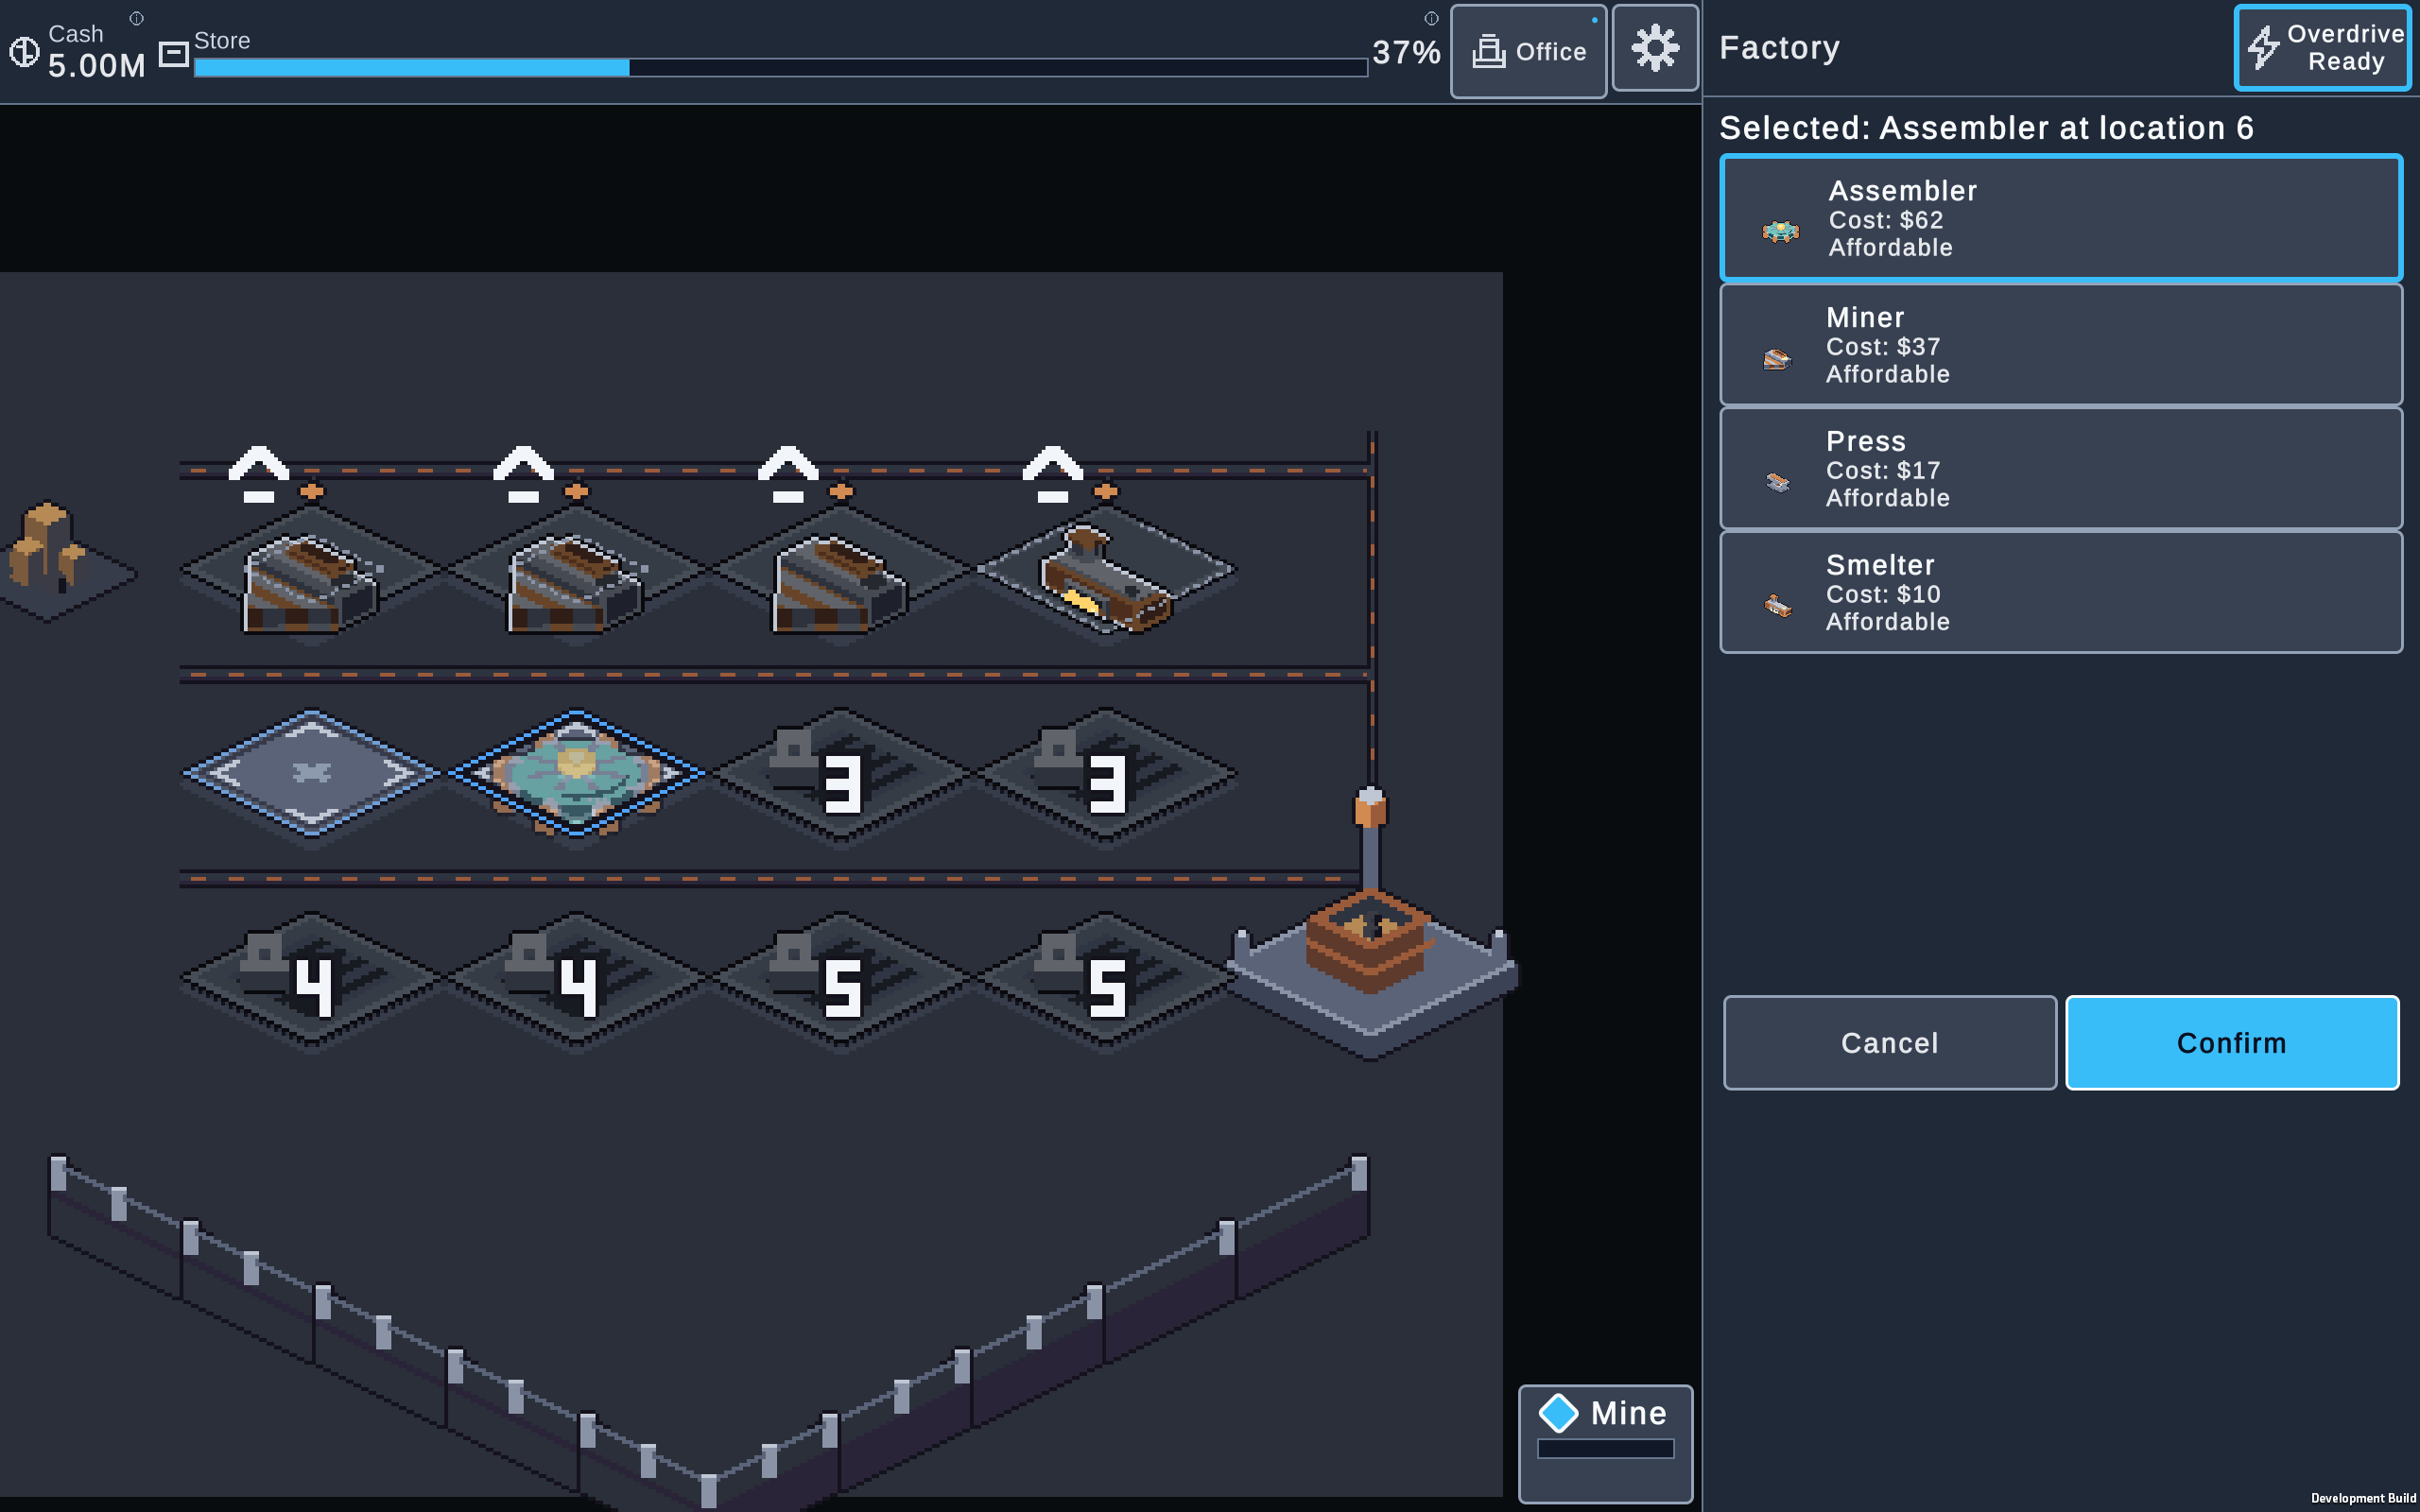 Cash
5.00M
Store
37%
Office
Factory
Overdrive
Ready
Selected: Assembler at location 6
Assembler
Cost: $62
Affordable
Miner
Cost: $37
Affordable
Press
Cost: $17
Affordable
Smelter
Cost: $10
Affordable
3
3
4
4
5
5
Cancel
Confirm
Mine
Development Build